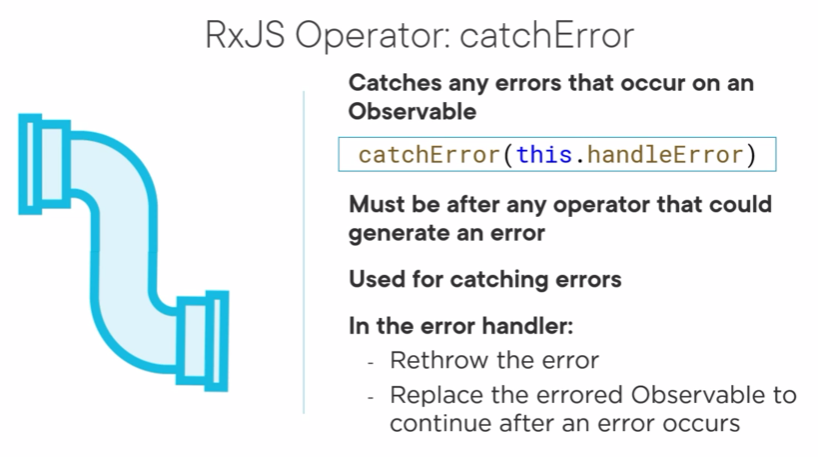 RxJS Operator: catchError
Catches any errors that occur on an
Observable
catchError(this.handleError)
Must be after any operator that could
generate an error
Used for catching errors
In the error handler:
- Rethrow the error
- Replace the errored Observable to
continue after an error occurs